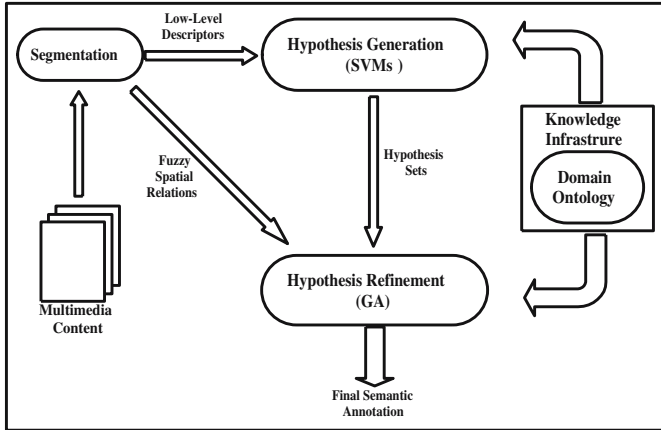 Low-Level
Descriptors
Segmentation
Hypothesis Generation
(SVMs )
Knowledge
Infrastrure
Domain
Ontology
Fuzzy
Spatial
Relations
Hypothesis
Sets
Multimedia
Content
Hypothesis Refinement
(GA)
Final Semantic
Annotation